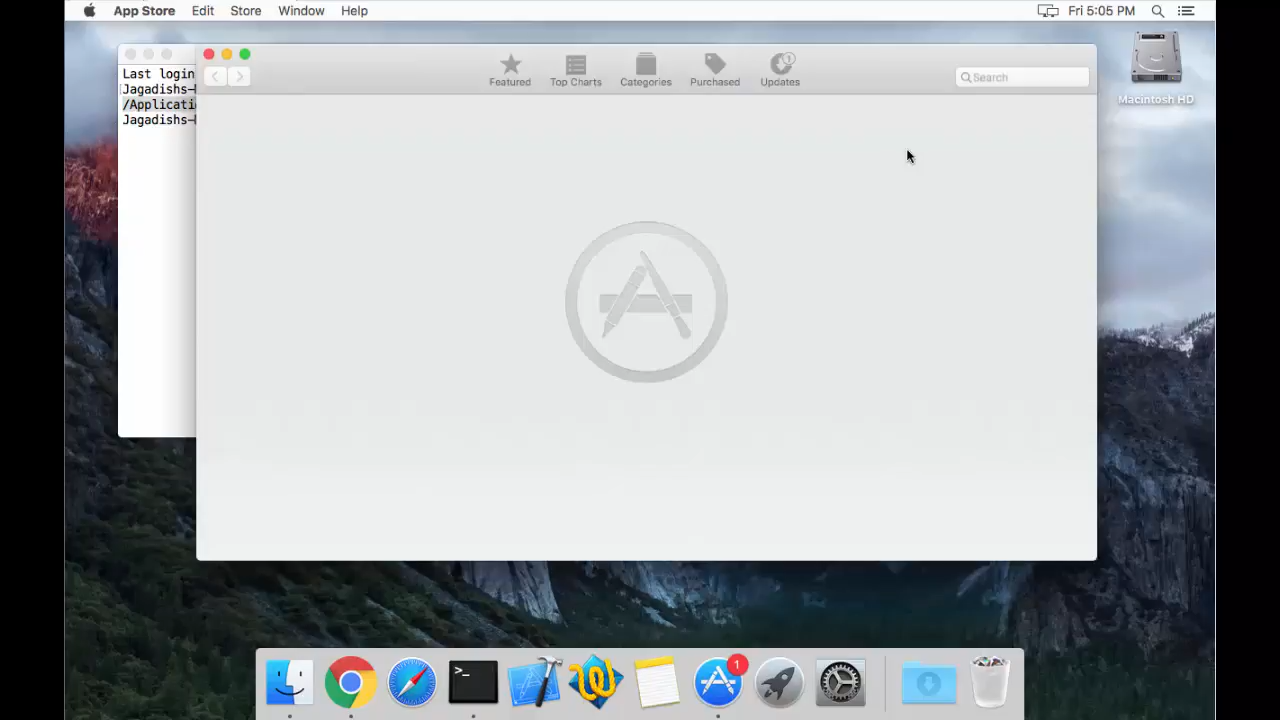 App Store Edit Store Window Help Fri 5:05 PM
Last login
Jagadishs-
/Applicati
Jagadishs-
Featured Top Charts Categories Purchased Updates
1
Search
Macintosh HD
>_
1